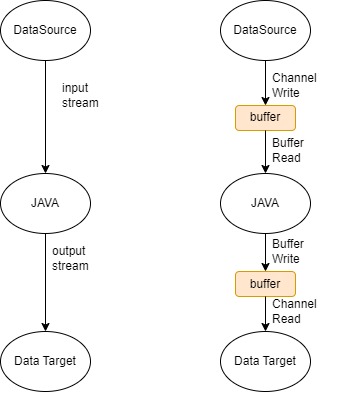 DataSource
input
stream
JAVA
output
stream
Data Target
DataSource
Channel
Write
buffer
Buffer
Read
JAVA
Buffer
Write
buffer
Channel
Read
Data Target